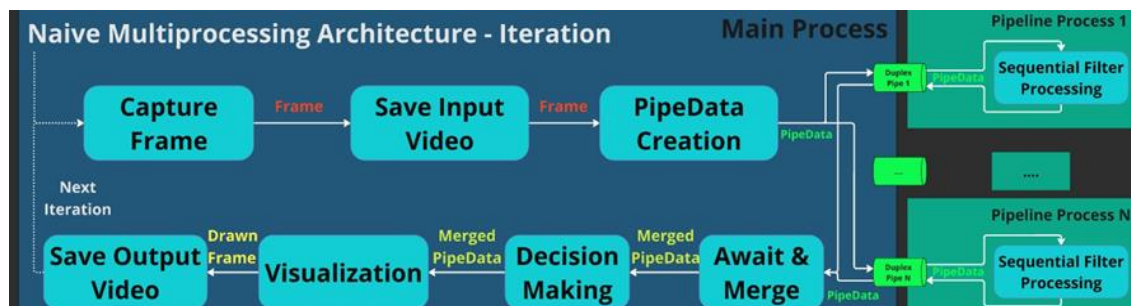 Naive Multiprocessing Architecture - Iteration
Main Process
Pipeline Process 1
Capture
Frame
Frame
Save Input
Video
Frame
PipeData
Creation
PipeData
Duplex
Pipe 1
PipeData
Sequential Filter
Processing
...
....
Next
Iteration
Save Output
Video
Drawn
Frame
Visualization
Merged
PipeData
Decision
Making
Merged
PipeData
Await &
Merge
PipeData
Duplex
Pipe N
PipeData
Pipeline Process N
Sequential Filter
Processing